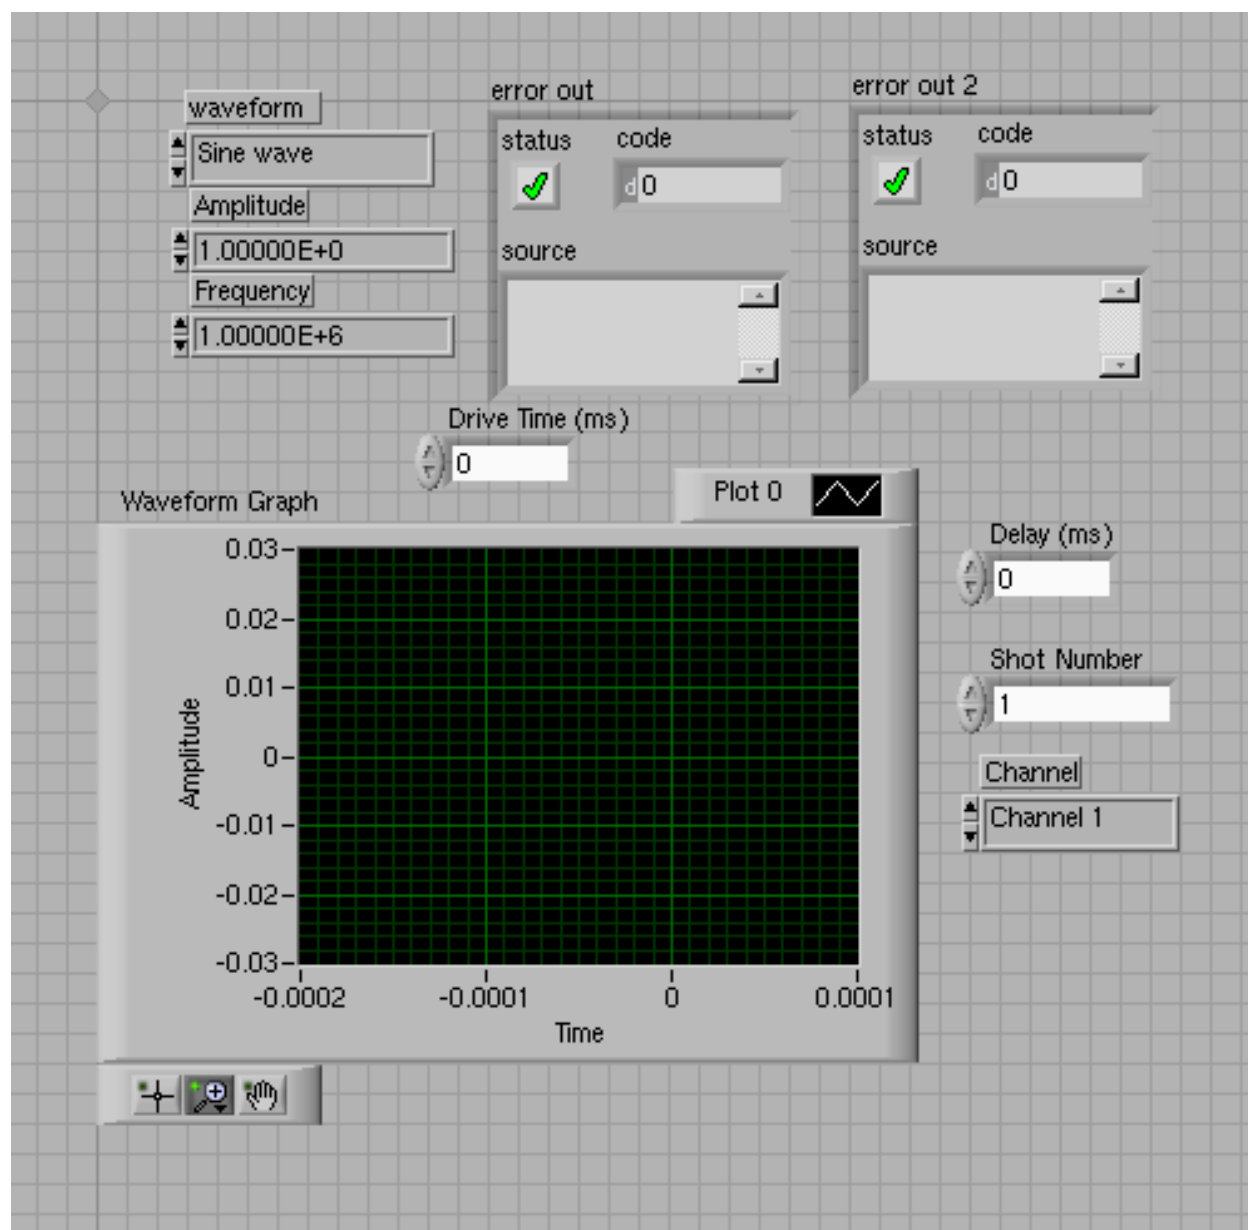 waveform
Sine wave
Amplitude
1.00000E+0
Frequency
1.00000E+6
error out
status
code
d 0
source
error out 2
status
code
d 0
source
Drive Time (ms)
0
Waveform Graph
Plot 0
0.03
0.02
0.01
0
-0.01
-0.02
-0.03
Amplitude
-0.0002
-0.0001
0
0.0001
Time
Delay (ms)
0
Shot Number
1
Channel
Channel 1